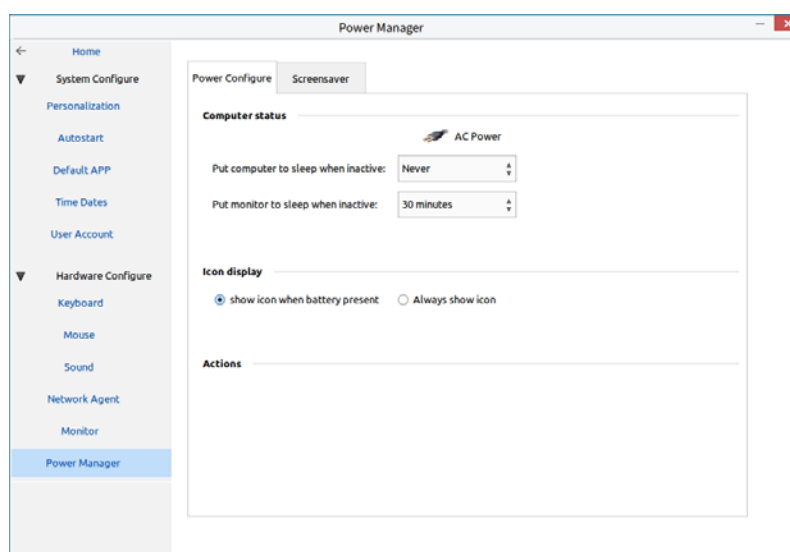 Power Manager
Home
System Configure
Personalization
Autostart
Default APP
Time Dates
User Account
Hardware Configure
Keyboard
Mouse
Sound
Network Agent
Monitor
Power Manager
Power Configure
Screensaver
Computer status
AC Power
Put computer to sleep when inactive: Never
Put monitor to sleep when inactive: 30 minutes
Icon display
show icon when battery present Always show icon
Actions